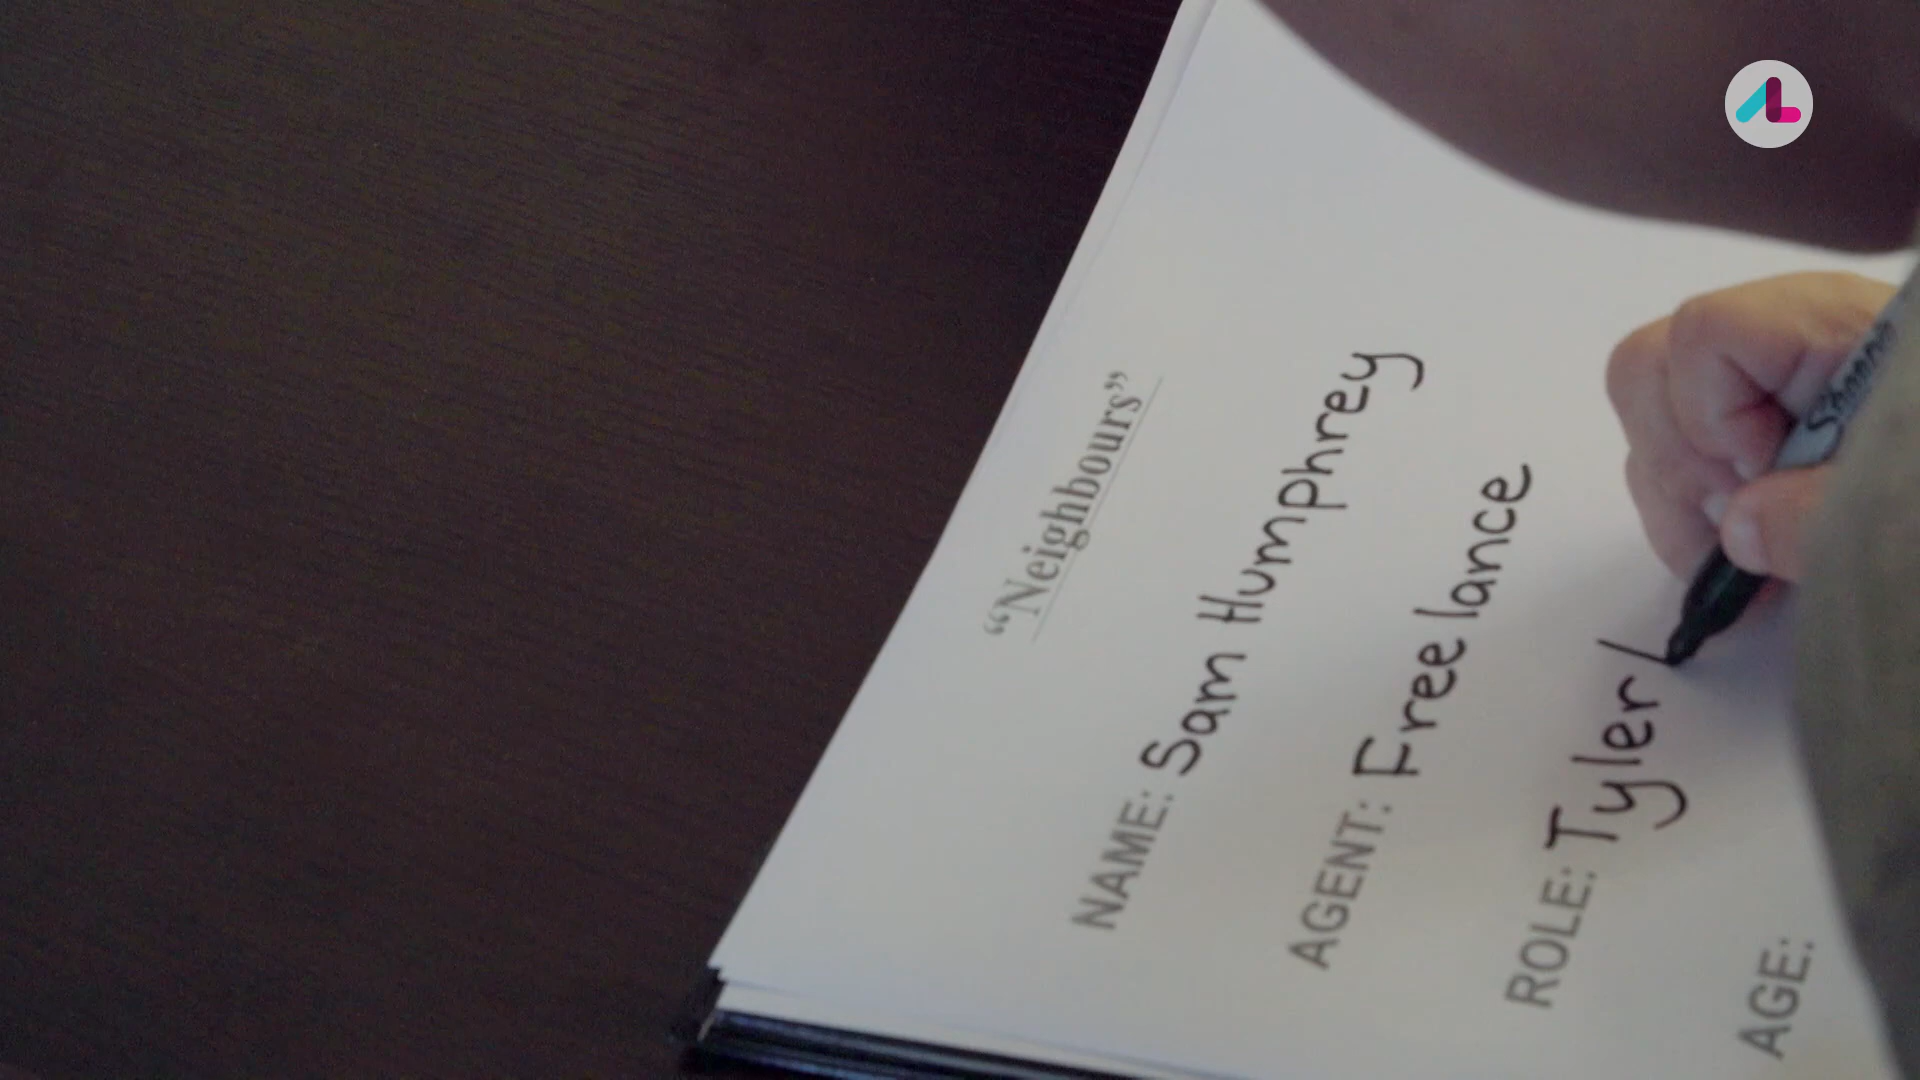 “Neighbours”
NAME: Sam Humphrey
AGENT: Freelance
ROLE: Tyler
AGE: